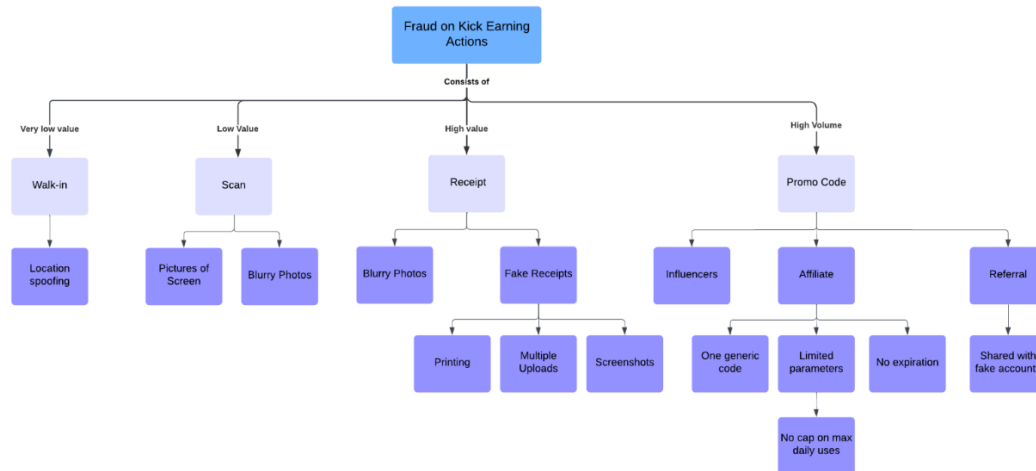 Fraud on Kick Earning
Actions
Consists of
Very low value
Low Value
High value
High Volume
Walk-in
Scan
Receipt
Promo Code
Location
spoofing
Pictures of
Screen
Blurry Photos
Blurry Photos
Fake Receipts
Influencers
Affiliate
Referral
Printing
Multiple
Uploads
Screenshots
One generic
code
Limited
parameters
No expiration
Shared with
fake account
No cap on max
daily uses